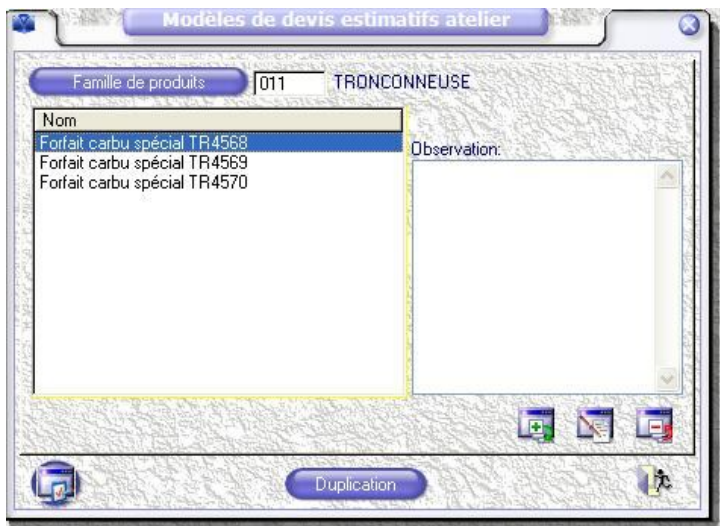 Modèles de devis estimatifs atelier
Famille de produits 011 TRONCONNEUSE
Nom
Forfait carbu spécial TR4568
Forfait carbu spécial TR4569
Forfait carbu spécial TR4570
Observation:
Duplication